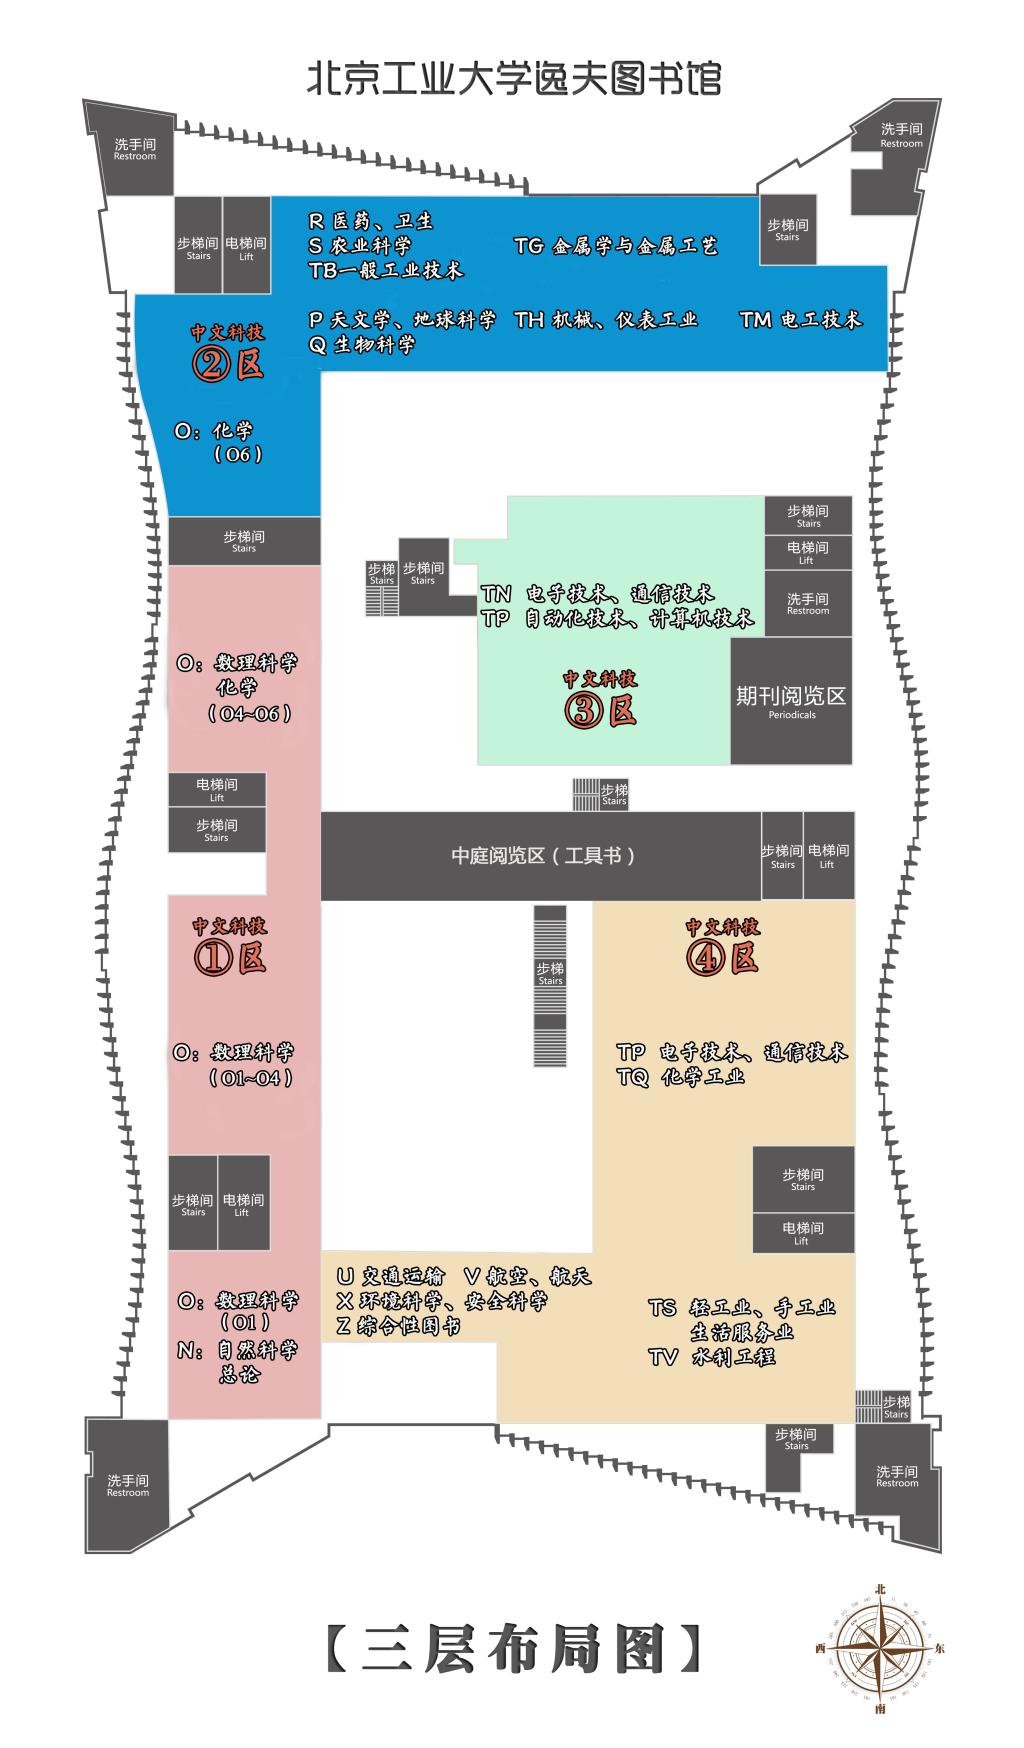 北京工业大学逸夫图书馆
洗手间
Restroom
洗手间
Restroom
步梯间
Stairs
电梯间
Lift
R 医药、卫生
S 农业科学
TB一般工业技术
TG 金属学与金属工艺
步梯间
Stairs
P 天文学、地球科学
Q 生物科学
TH 机械、仪表工业
TM 电工技术
中文科技
②区
O：化学
（O6）
步梯间
Stairs
步梯
Stairs
步梯间
Stairs
步梯间
Stairs
电梯间
Lift
洗手间
Restroom
TN 电子技术、通信技术
TP 自动化技术、计算机技术
中文科技
③区
期刊阅览区
Periodicals
O：数理科学
化学
（O4~O6）
电梯间
Lift
步梯间
Stairs
步梯
Stairs
中庭阅览区（工具书）
步梯间
Stairs
电梯间
Lift
中文科技
①区
步梯
Stairs
中文科技
④区
O：数理科学
（O1~O4）
TP 电子技术、通信技术
TQ 化学工业
步梯间
Stairs
电梯间
Lift
步梯间
Stairs
电梯间
Lift
O：数理科学
（O1）
N：自然科学
总论
U 交通运输 V 航空、航天
X 环境科学、安全科学
Z 综合性图书
TS 轻工业、手工业
生活服务业
TV 水利工程
步梯
Stairs
步梯间
Stairs
洗手间
Restroom
洗手间
Restroom
【三层布局图】
北
西
东
南